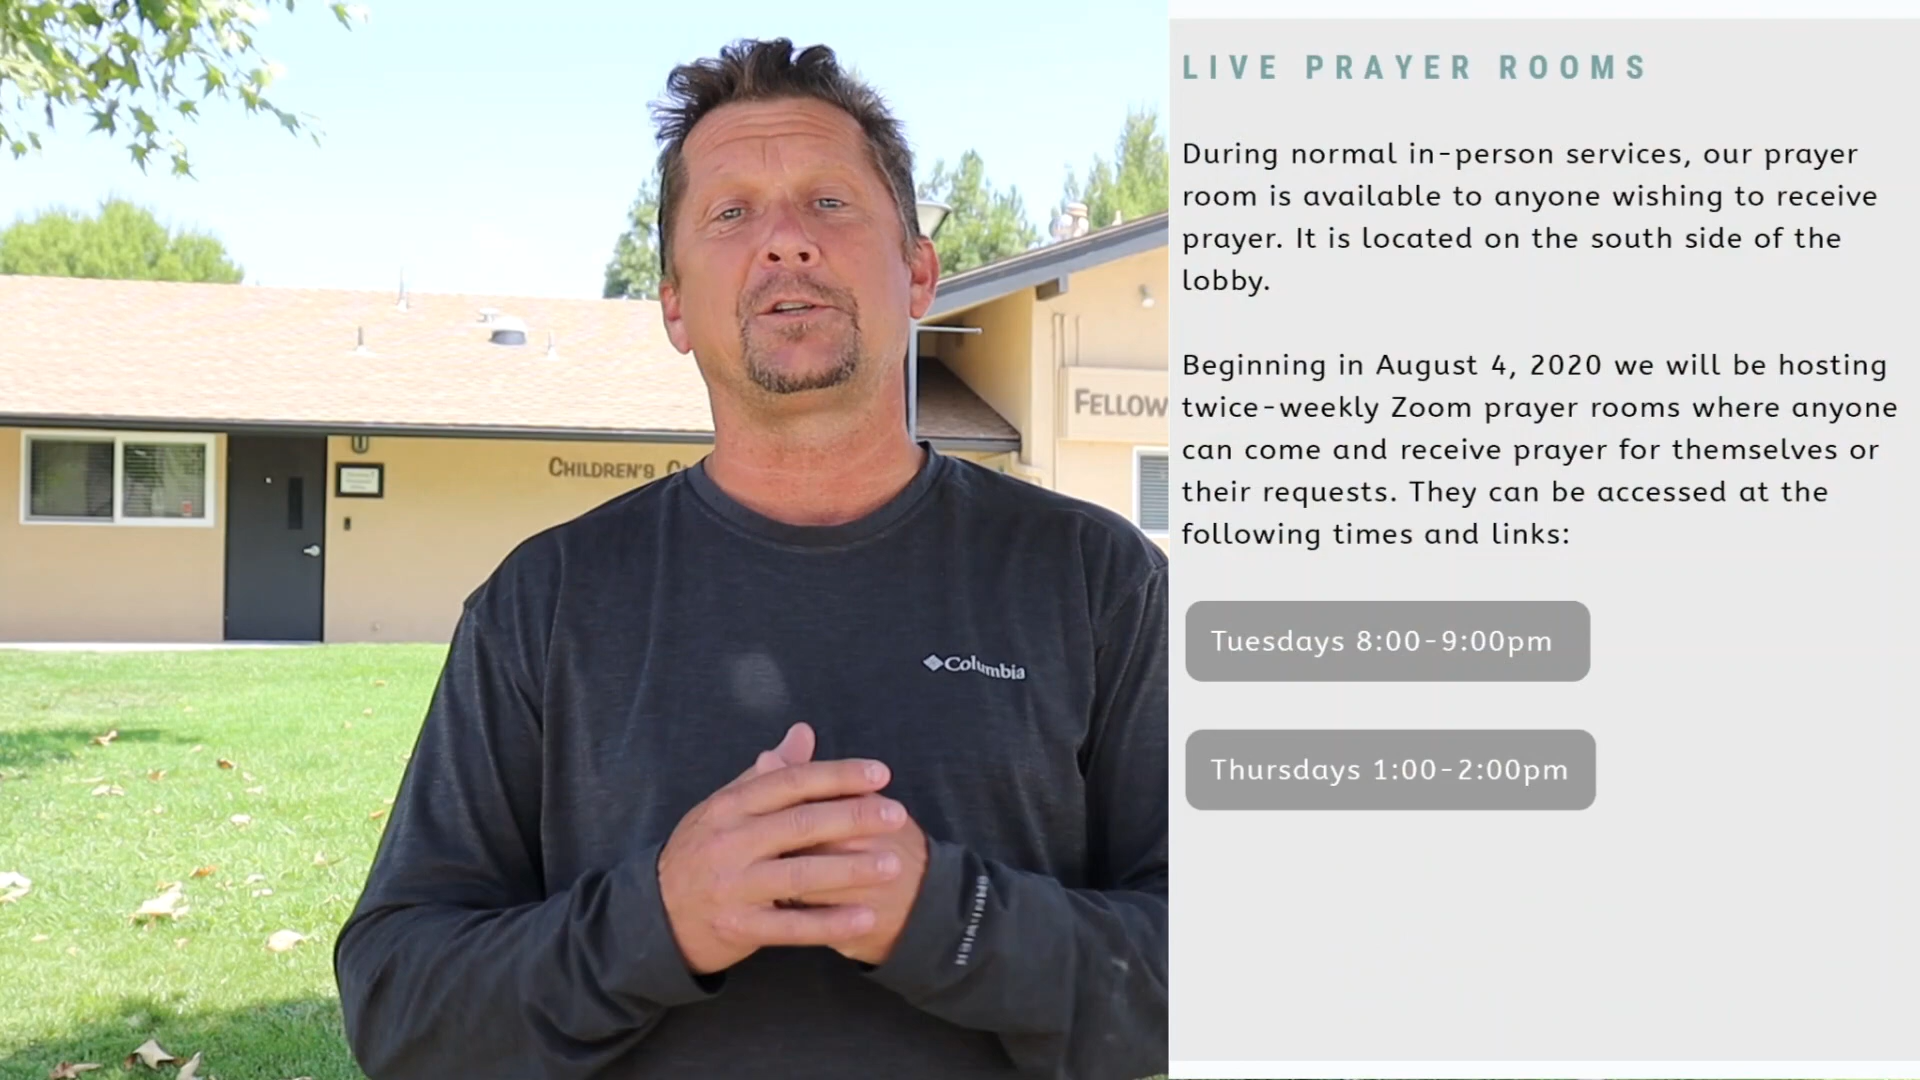 LIVE PRAYER ROOMS
During normal in-person services, our prayer
room is available to anyone wishing to receive
prayer. It is located on the south side of the
lobby.
Beginning in August 4, 2020 we will be hosting
twice-weekly Zoom prayer rooms where anyone
can come and receive prayer for themselves or
their requests. They can be accessed at the
following times and links:
Tuesdays 8:00-9:00pm
Thursdays 1:00-2:00pm
FELLOW
CHILDREN'S
Columbia
OMNI-WICK